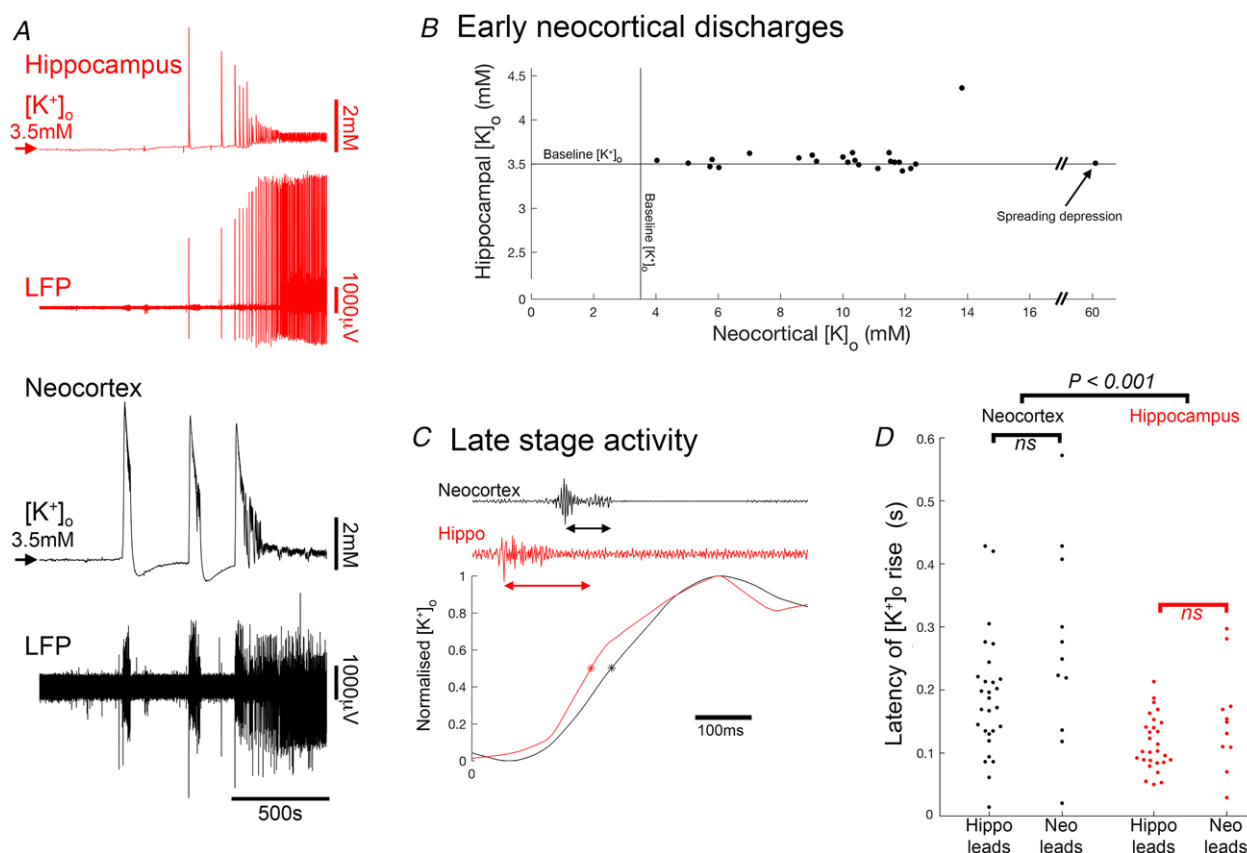 A
Hippocampus
[K⁺]ₒ
3.5mM
2mM
LFP
1000µV
Neocortex
[K⁺]ₒ
3.5mM
2mM
LFP
1000µV
500s
B Early neocortical discharges
Hippocampal [K]ₒ (mM)
4.5
4
3.5
3
2.5
0
Baseline [K⁺]ₒ
Baseline [K⁺]ₒ
Spreading depression
0 2 4 6 8 10 12 14 16 60
Neocortical [K]ₒ (mM)
C Late stage activity
Neocortex
Hippo
Normalised [K⁺]ₒ
1
0.8
0.6
0.4
0.2
0
0
100ms
P < 0.001
Neocortex Hippocampus
D
ns
ns
Latency of [K⁺]ₒ rise (s)
0.6
0.5
0.4
0.3
0.2
0.1
0
Hippo Neo Hippo Neo
leads leads leads leads